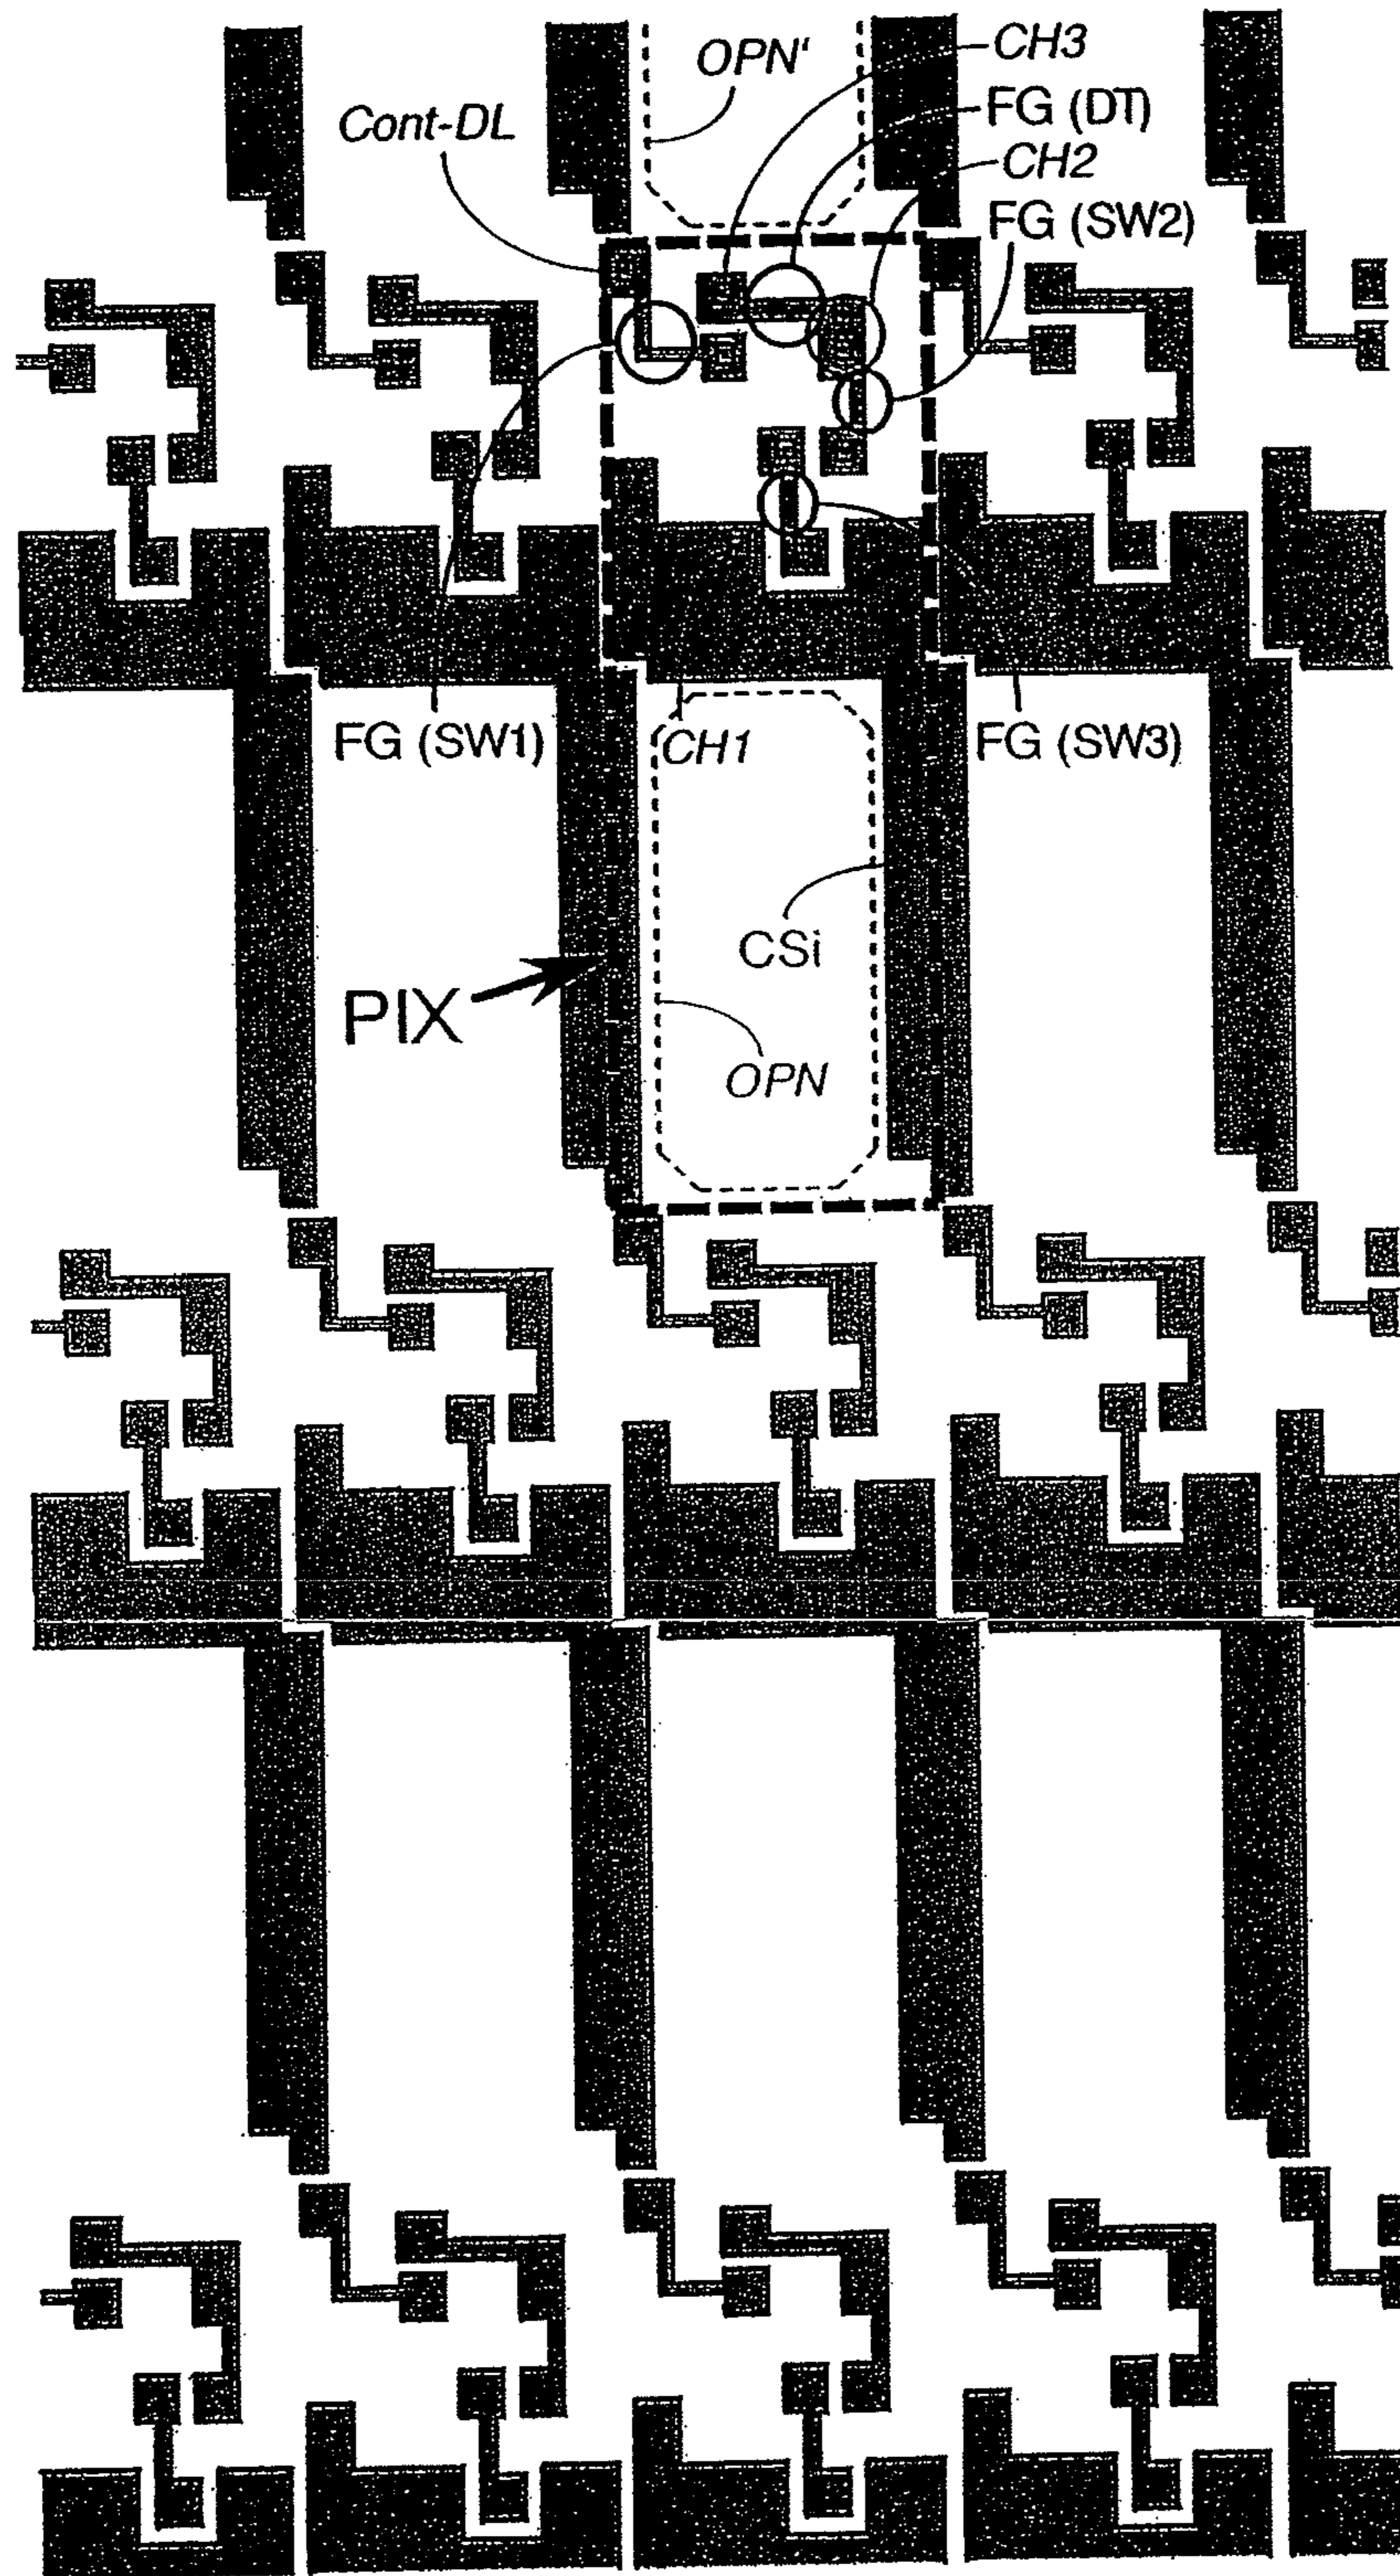 OPN'
CH3
Cont-DL
FG (DT)
CH2
FG (SW2)
FG (SW1)
CH1
FG (SW3)
CSi
PIX
OPN